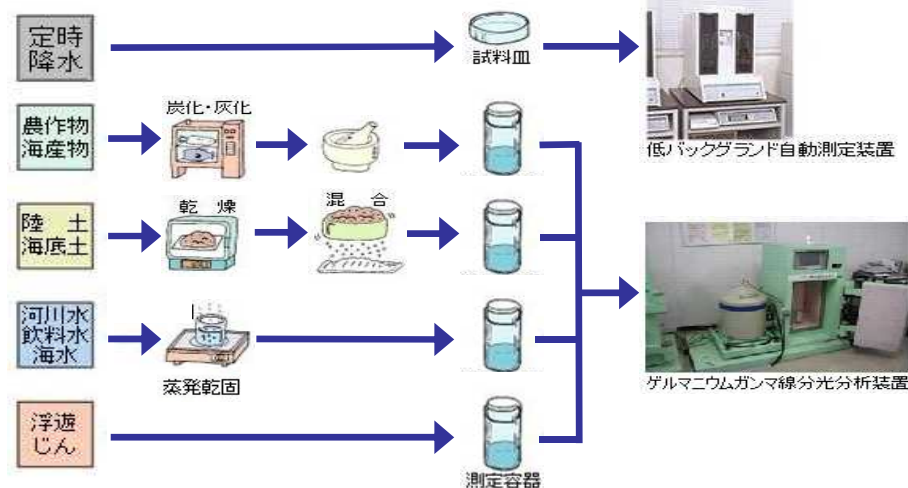 定時
降水
試料皿
低バックグランド自動測定装置
農作物
海産物
炭化・灰化
陸 土
海底土
乾 燥
混 合
河川水
飲料水
海水
蒸発乾固
ゲルマニウムガンマ線分光分析装置
浮遊
じん
測定容器